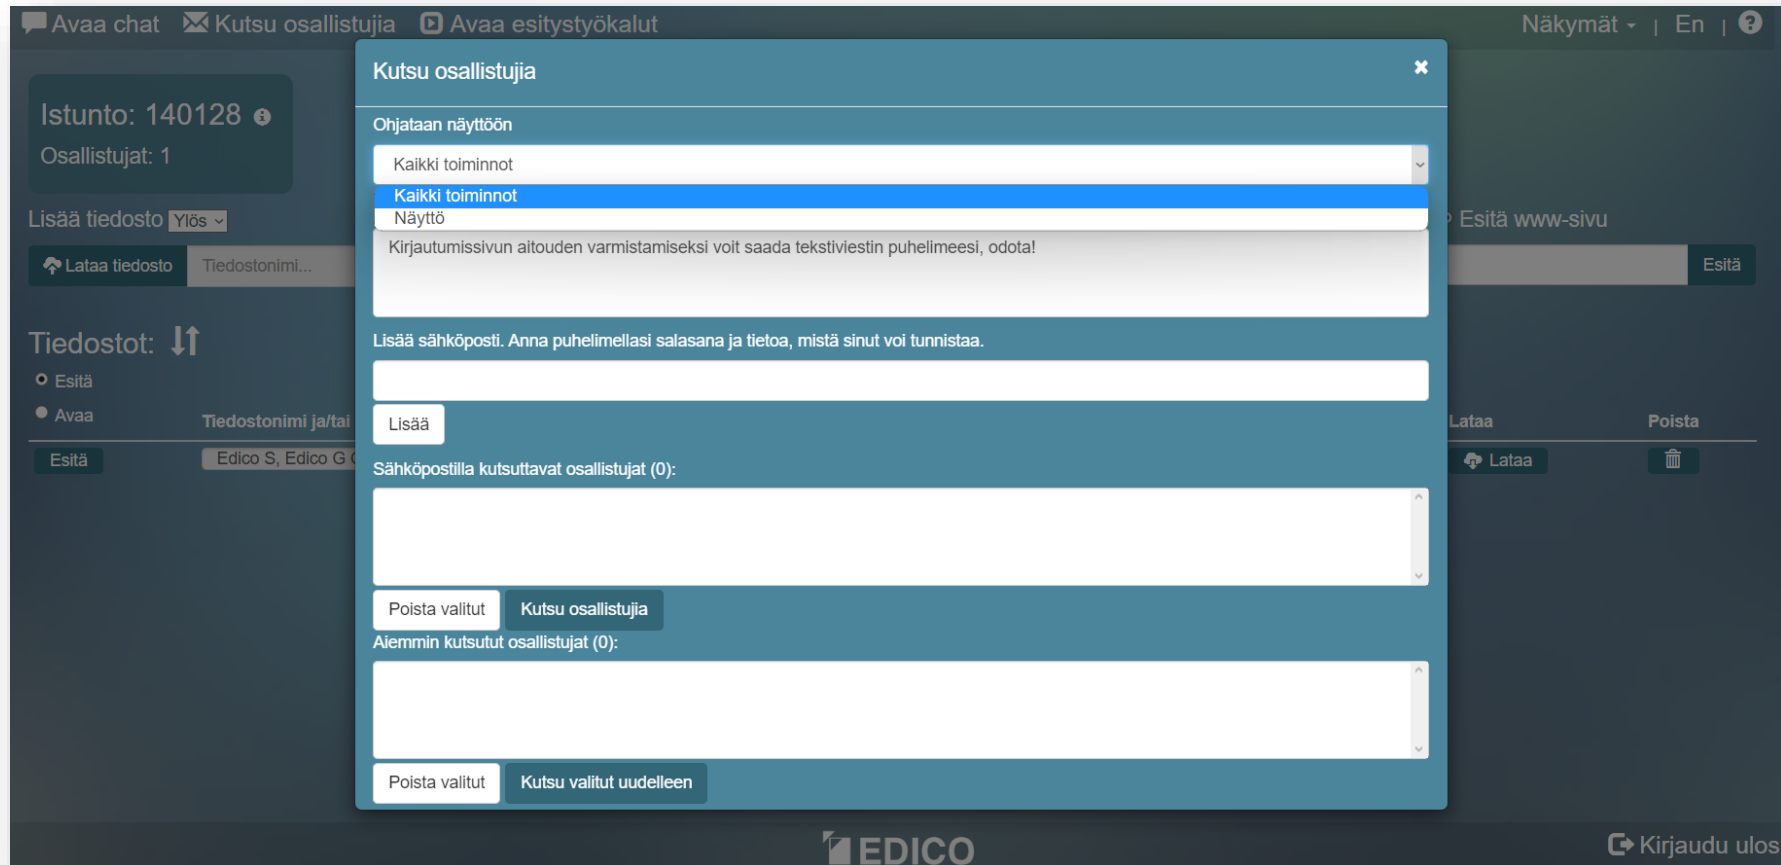 Avaa chat Kutsu osallistujia Avaa esitystyökalut Näkymät | En |
Kutsu osallistujia
Istunto: 140128
Osallistujat: 1
Ohjataan näyttöön
Kaikki toiminnot
Kaikki toiminnot
Näyttö
Lisää tiedosto Ylös
Esitä www-sivu
Kirjautumissivun aitouden varmistamiseksi voit saada tekstiviestin puhelimeesi, odota!
Lataa tiedosto Tiedostonimi... Esitä
Tiedostot:
Lisää sähköposti. Anna puhelimellasi salasana ja tietoa, mistä sinut voi tunnistaa.
Esitä
Avaa Tiedostonimi ja/tai Lataa Poista
Lisää
Esitä Edico S, Edico G Lataa
Sähköpostilla kutsuttavat osallistujat (0):
Poista valitut Kutsu osallistujia
Aiemmin kutsutut osallistujat (0):
Poista valitut Kutsu valitut uudelleen
EDICO Kirjaudu ulos